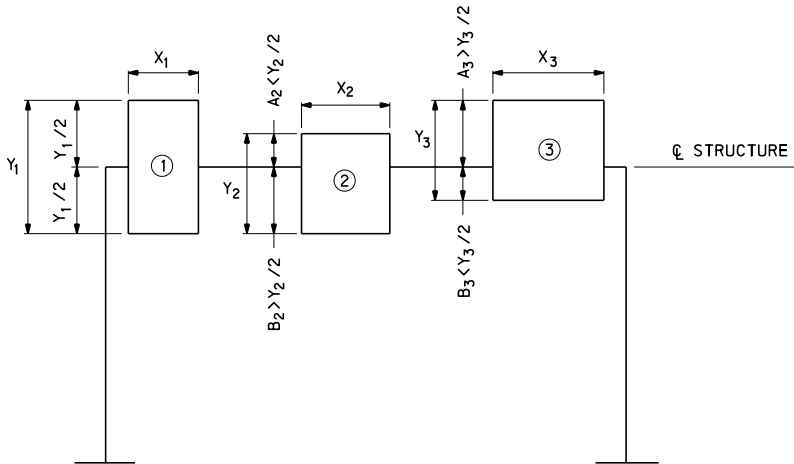 X1
X2
X3
A2<Y2/2
A3>Y3/2
Y1
Y1/2
Y1/2
Y2
Y3
1
2
3
℄ STRUCTURE
B2>Y2/2
B3<Y3/2